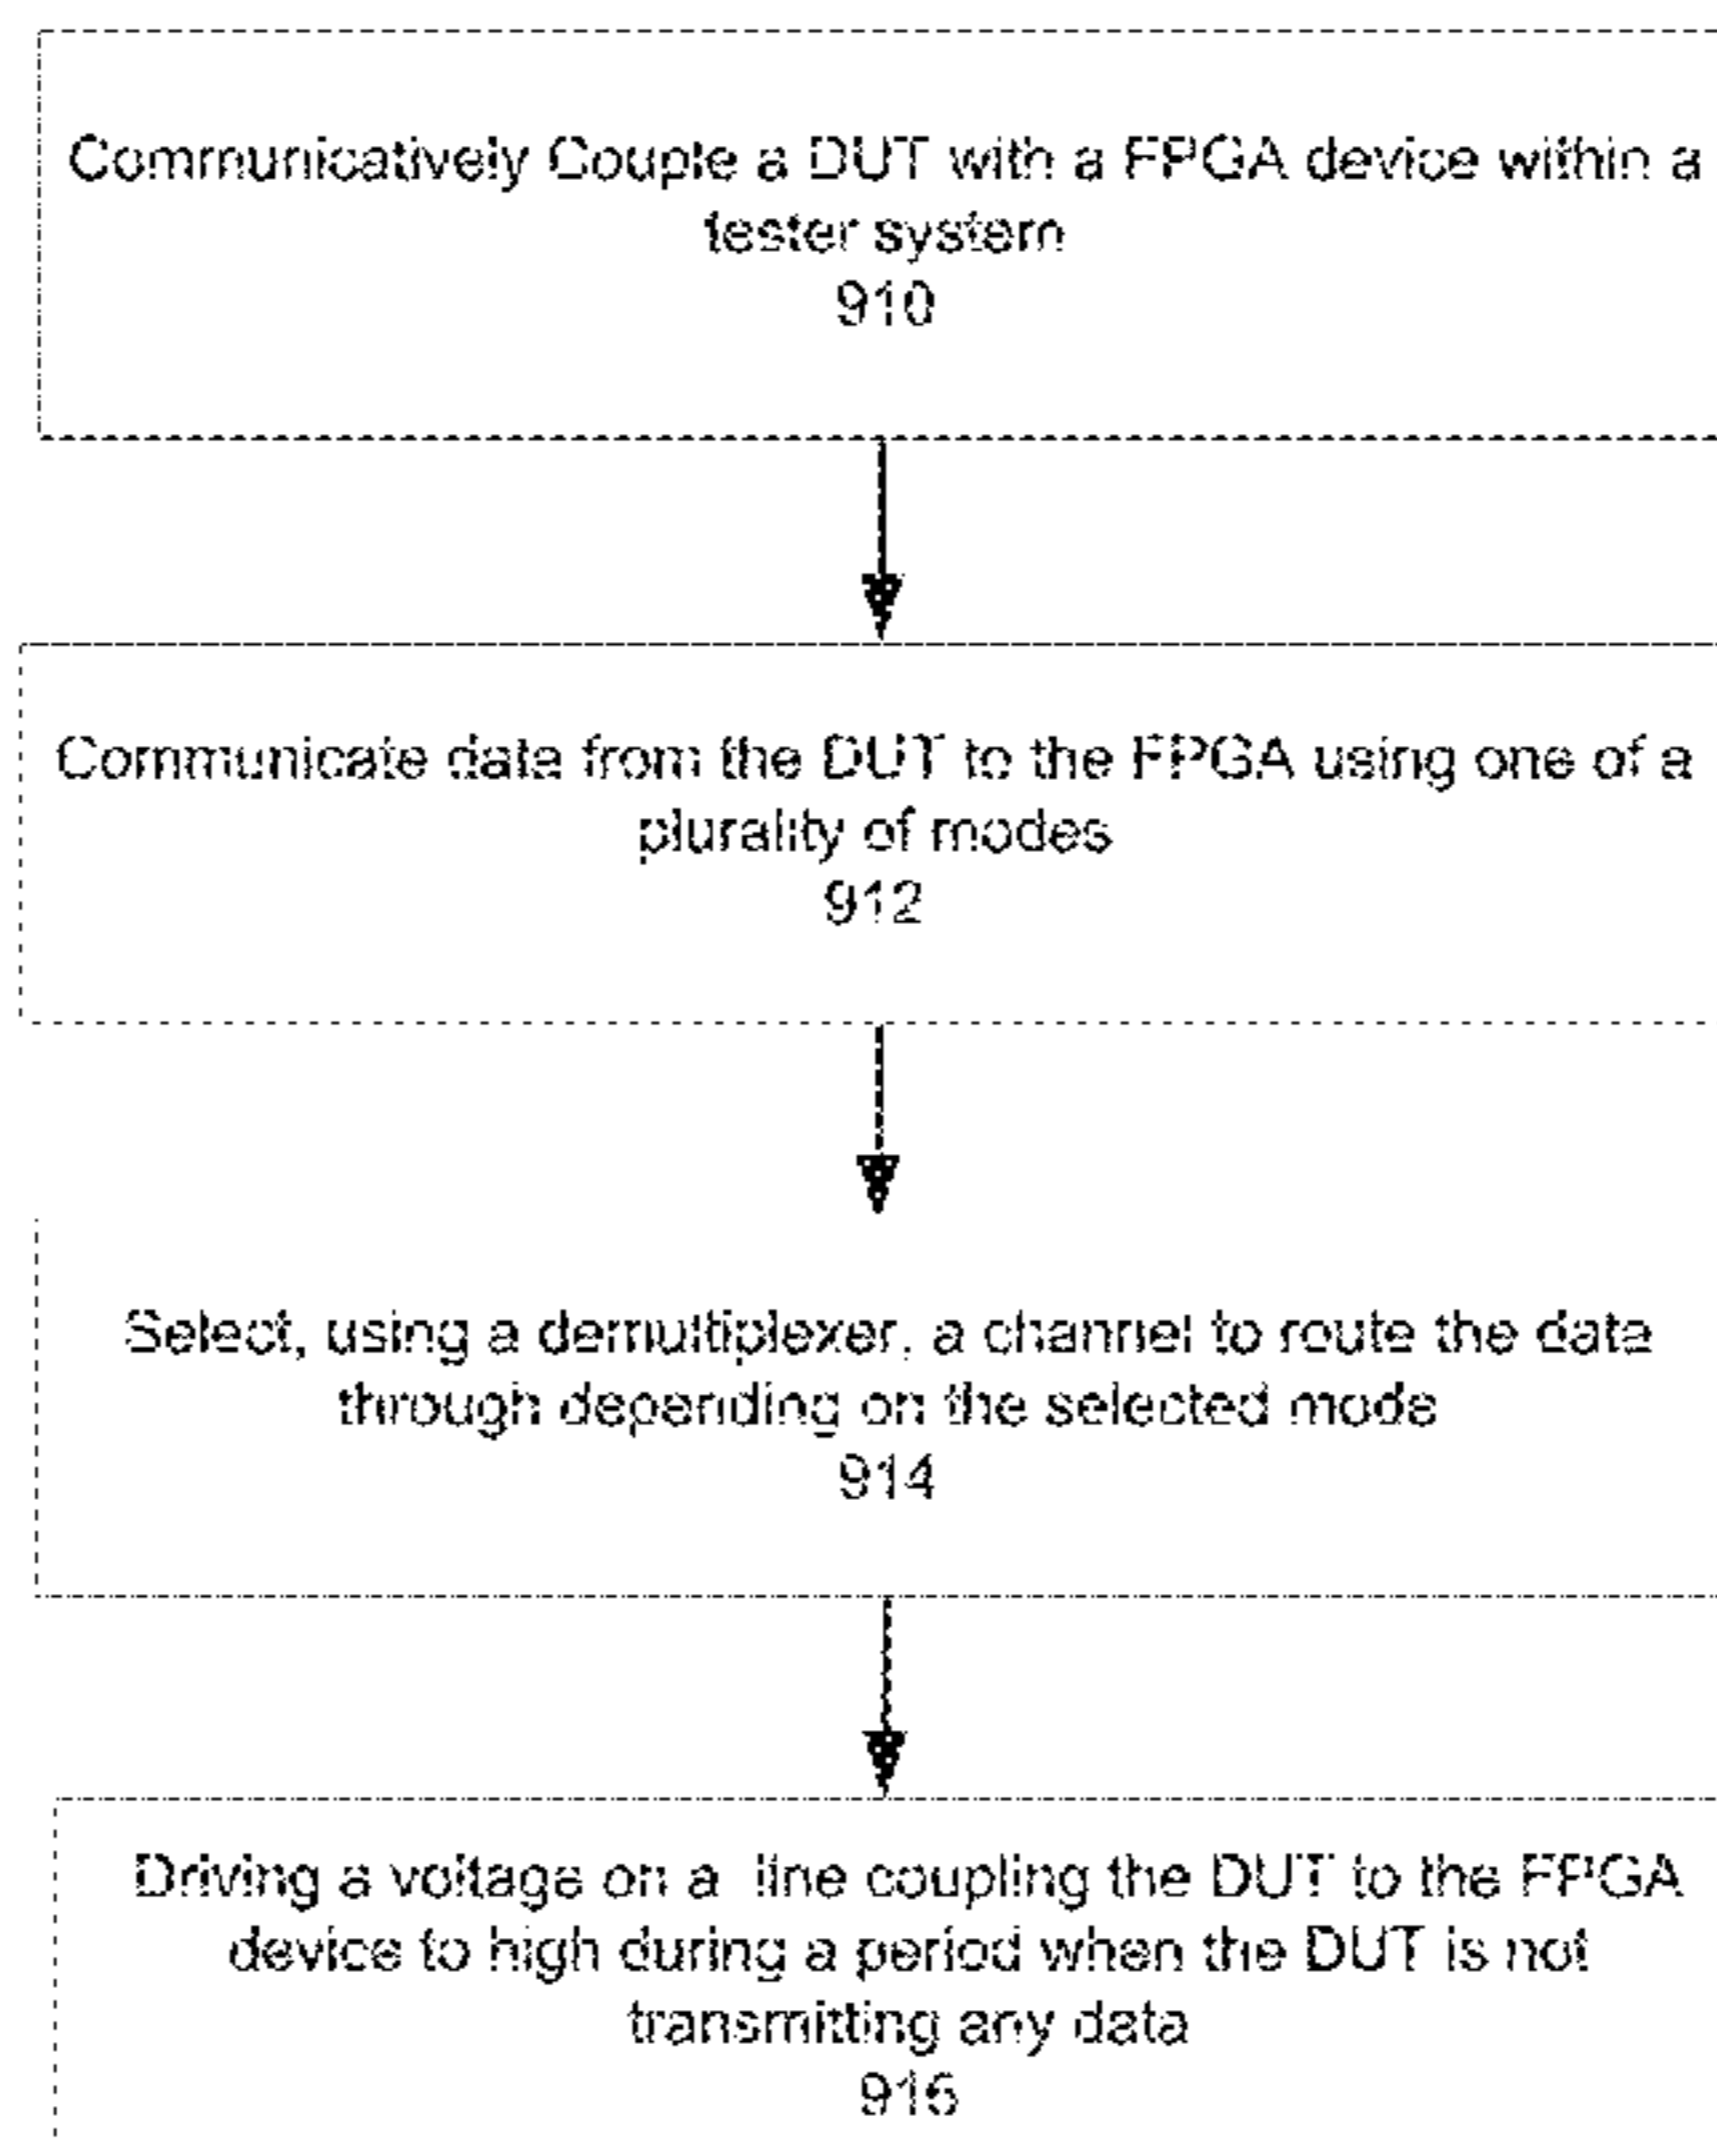 Communicatively Couple a DUT with a FPGA device within a
tester system
910
Communicate data from the DUT to the FPGA using one of a
plurality of modes
912
Select, using a demultiplexer, a channel to route the data
through depending on the selected mode
914
Driving a voltage on a line coupling the DUT to the FPGA
device to high during a period when the DUT is not
transmitting any data
916